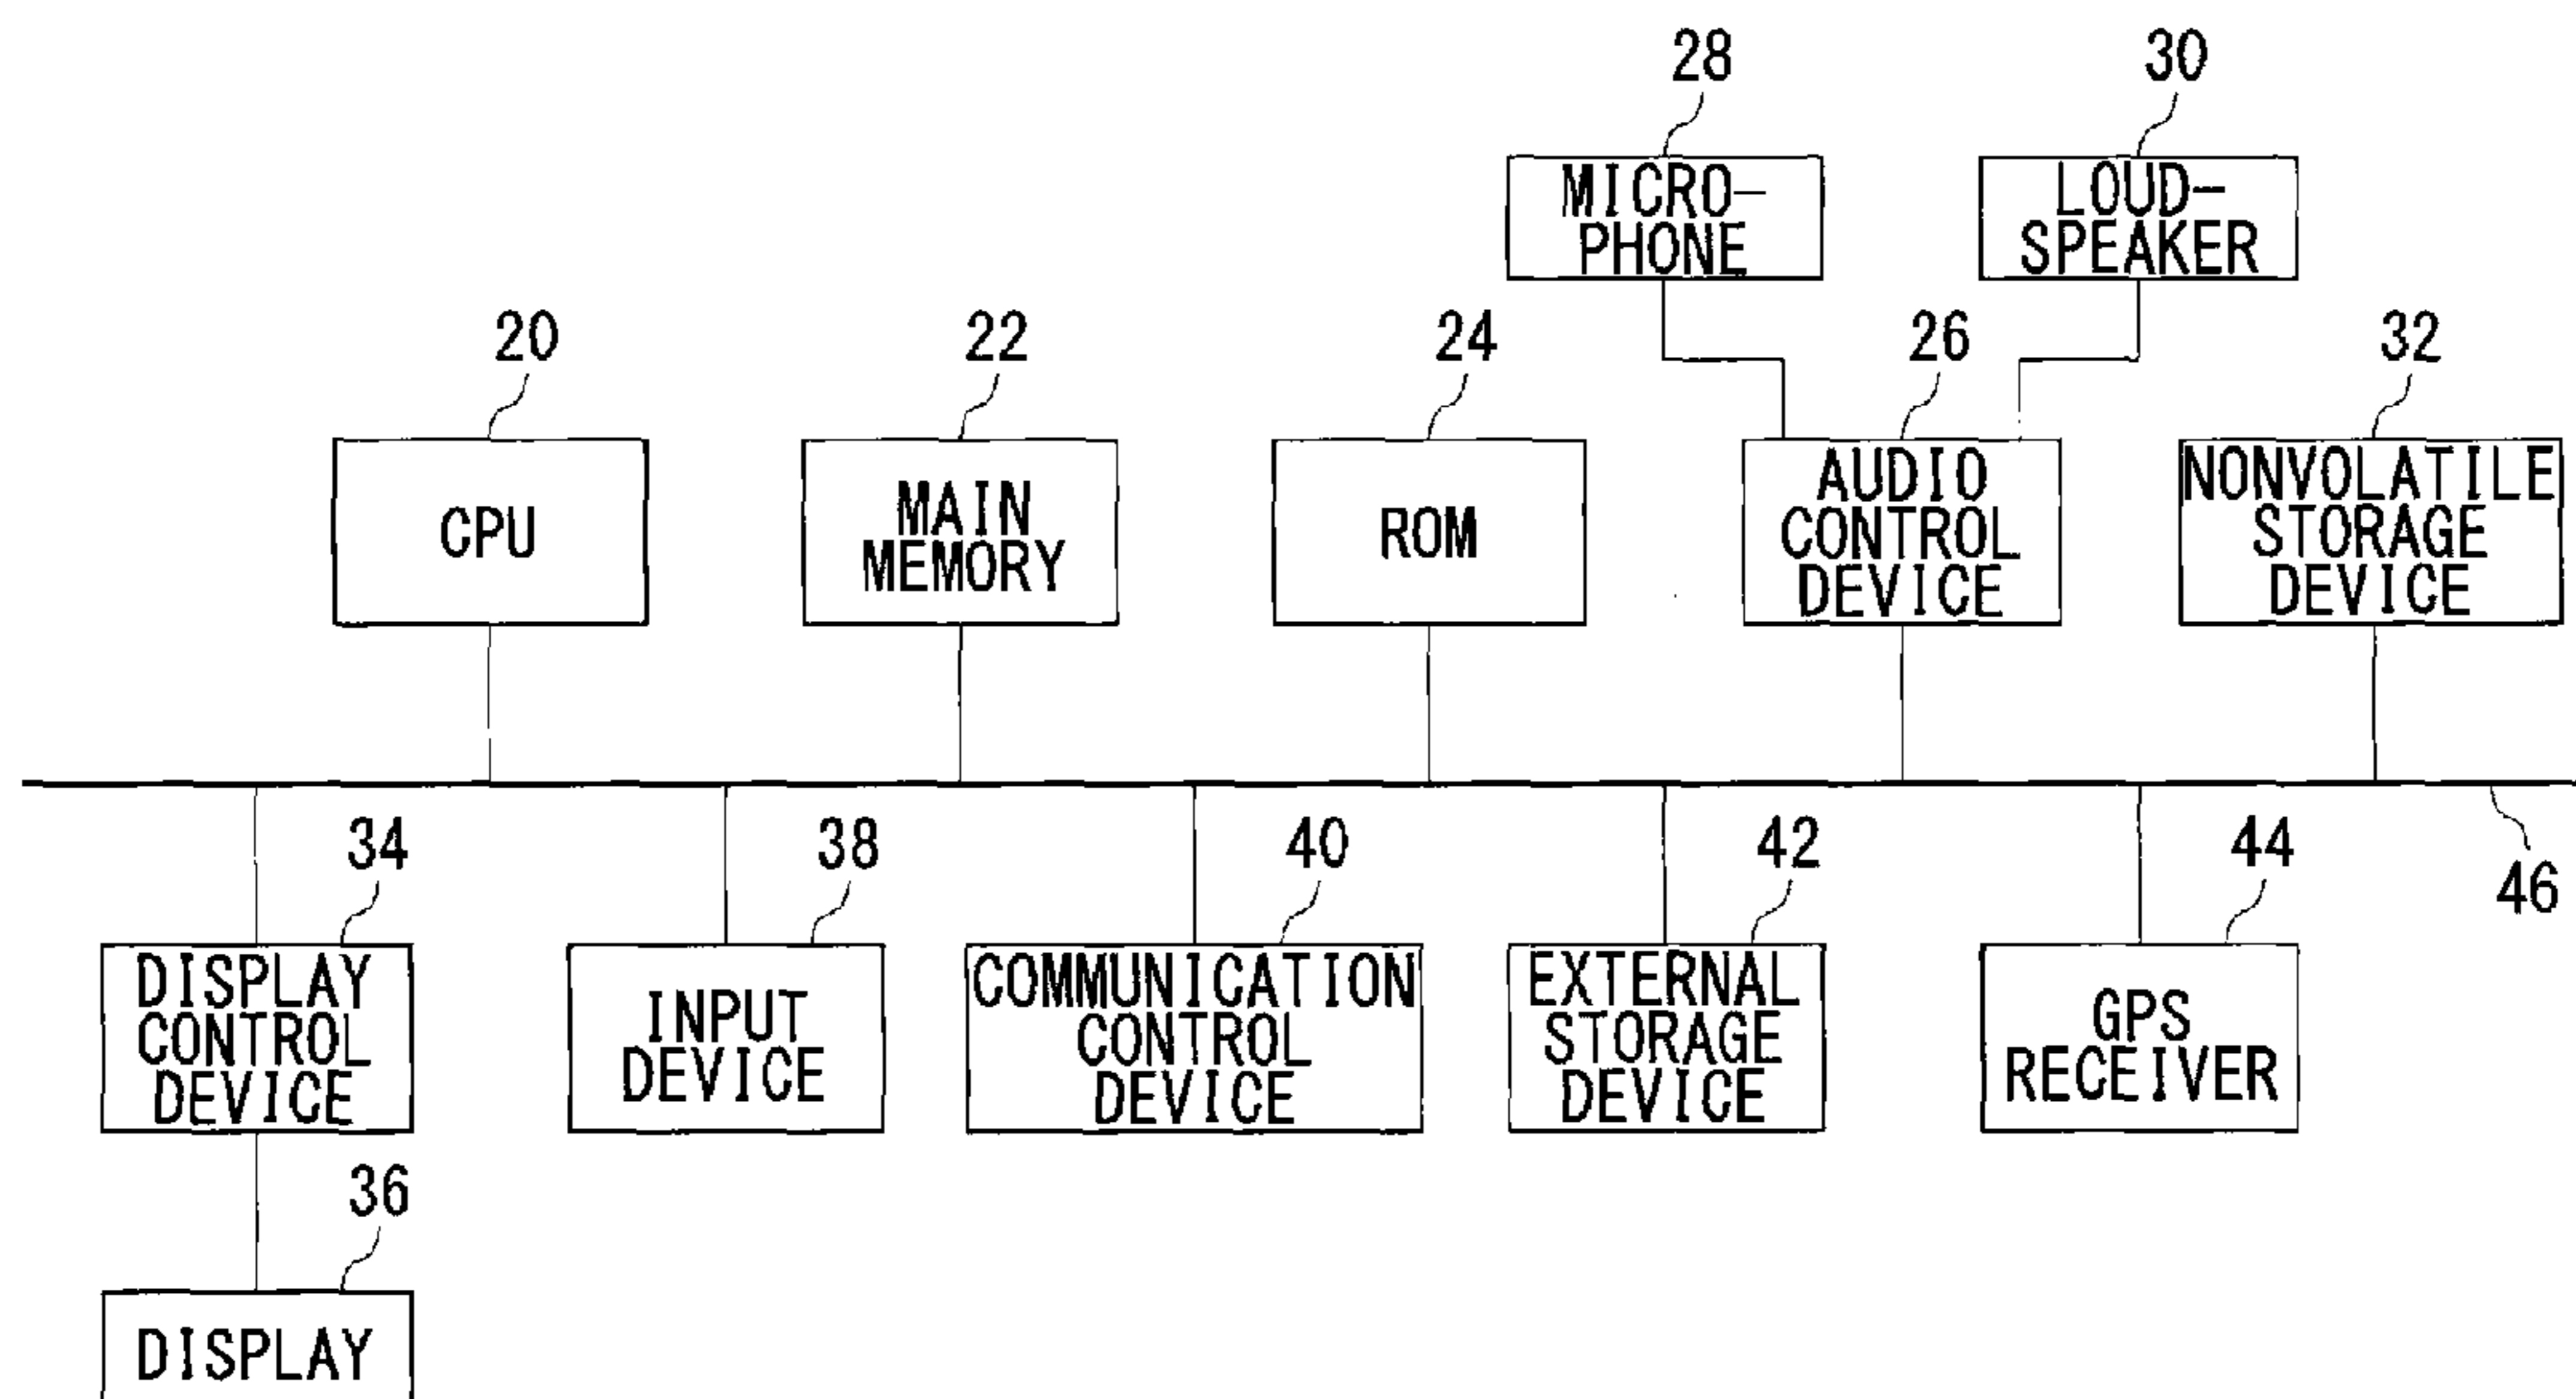 28
30
MICRO-
PHONE
LOUD-
SPEAKER
20
22
24
26
32
CPU
MAIN
MEMORY
ROM
AUDIO
CONTROL
DEVICE
NONVOLATILE
STORAGE
DEVICE
34
38
40
42
44
46
DISPLAY
CONTROL
DEVICE
INPUT
DEVICE
COMMUNICATION
CONTROL
DEVICE
EXTERNAL
STORAGE
DEVICE
GPS
RECEIVER
36
DISPLAY